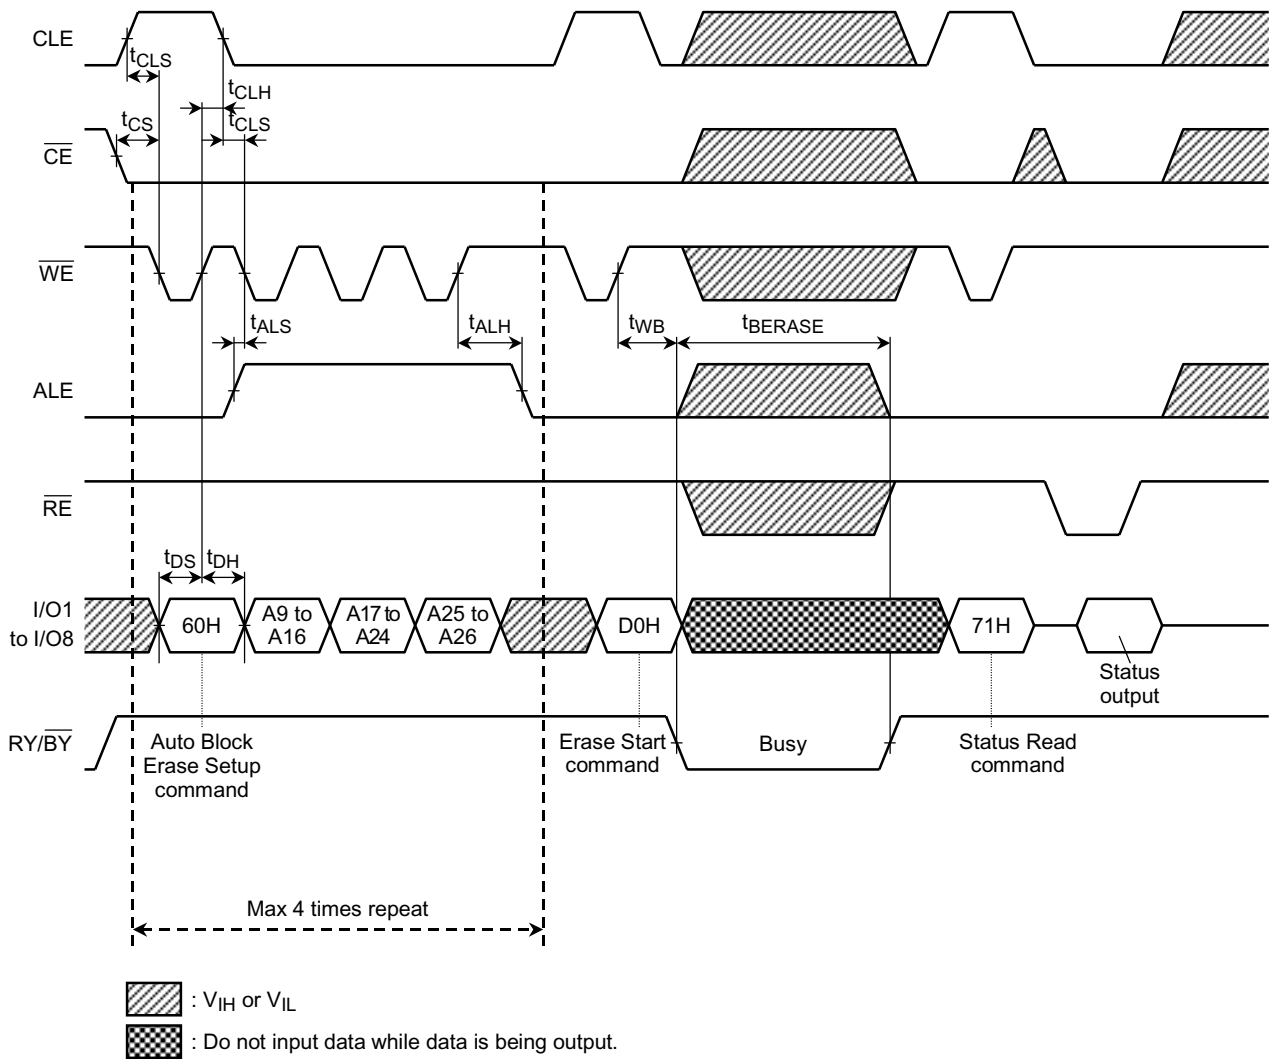 CLE
tCLS
tCLH
tCS
tCLS
CE
WE
tALS
tALH
tWB
tBERASE
ALE
RE
tDS
tDH
I/O1
to I/O8
60H
A9 to
A16
A17 to
A24
A25 to
A26
D0H
71H
Status
output
RY/BY
Auto Block
Erase Setup
command
Erase Start
command
Busy
Status Read
command
Max 4 times repeat
: VIH or VIL
: Do not input data while data is being output.